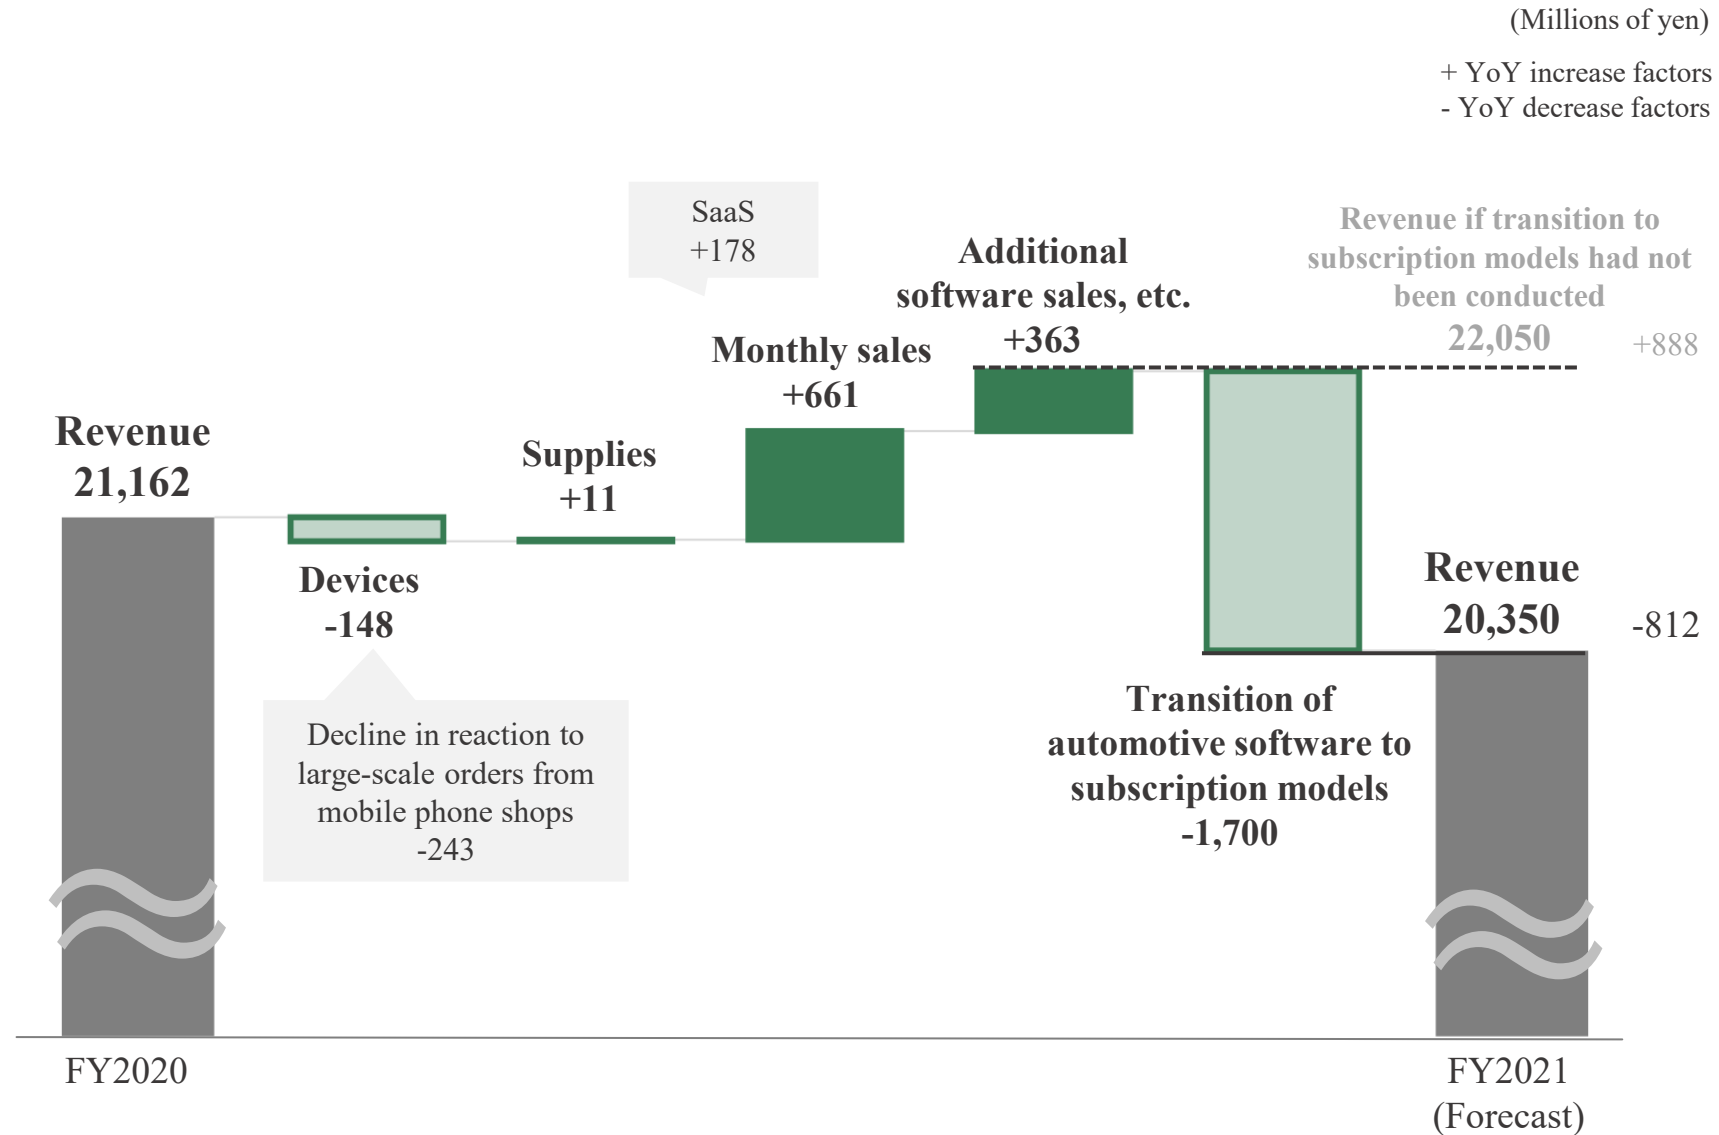 (Millions of yen)
+ YoY increase factors
- YoY decrease factors
SaaS
+178
Revenue if transition to
subscription models had not
been conducted
22,050
+888
Additional
software sales, etc.
+363
Monthly sales
+661
Revenue
21,162
Supplies
+11
Devices
-148
Decline in reaction to
large-scale orders from
mobile phone shops
-243
Revenue
20,350
-812
Transition of
automotive software to
subscription models
-1,700
FY2020
FY2021
(Forecast)